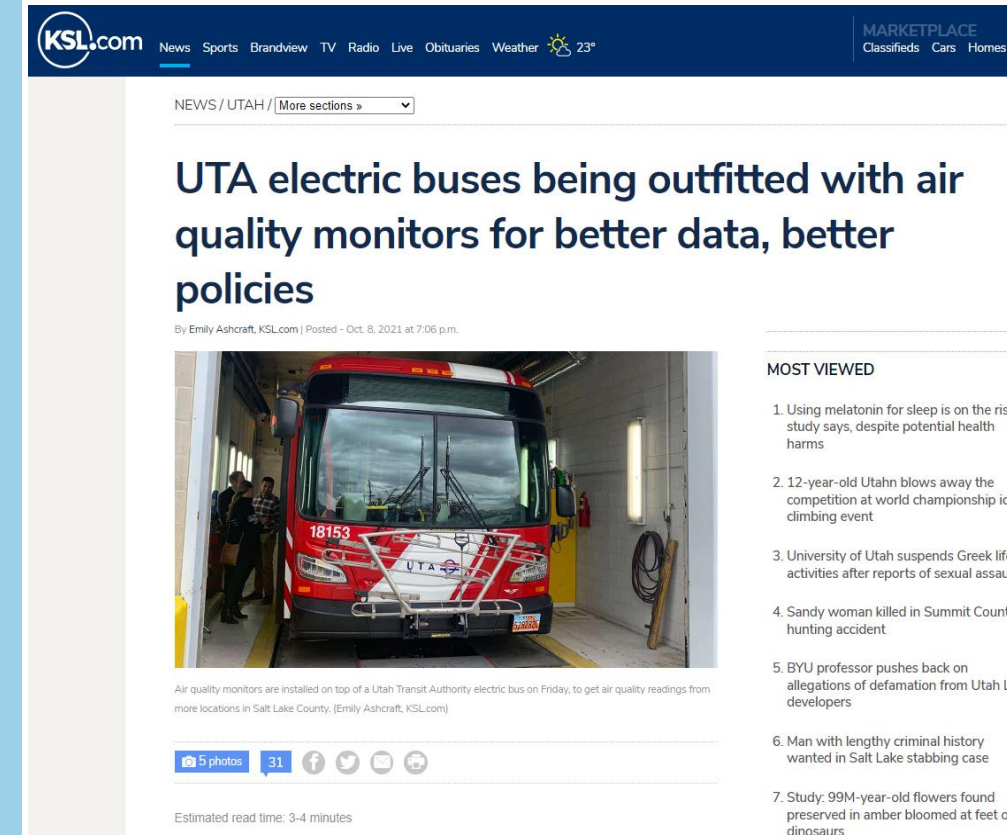 KSL.com News Sports Brandview TV Radio Live Obituaries Weather 23°
MARKETPLACE
Classifieds Cars Homes
NEWS / UTAH / More sections »
UTA electric buses being outfitted with air
quality monitors for better data, better
policies
By Emily Ashcraft, KSL.com | Posted - Oct. 8, 2021 at 7:06 p.m.
18153
UTA
Air quality monitors are installed on top of a Utah Transit Authority electric bus on Friday, to get air quality readings from
more locations in Salt Lake County. (Emily Ashcraft, KSL.com)
5 photos 31
Estimated read time: 3-4 minutes
MOST VIEWED
1. Using melatonin for sleep is on the
study says, despite potential health
harms
2. 12-year-old Utahn blows away the
competition at world championship
climbing event
3. University of Utah suspends Greek
activities after reports of sexual
4. Sandy woman killed in Summit
hunting accident
5. BYU professor pushes back on
allegations of defamation from Utah
developers
6. Man with lengthy criminal history
wanted in Salt Lake stabbing case
7. Study: 99M-year-old flowers found
preserved in amber bloomed at feet
dinosaurs